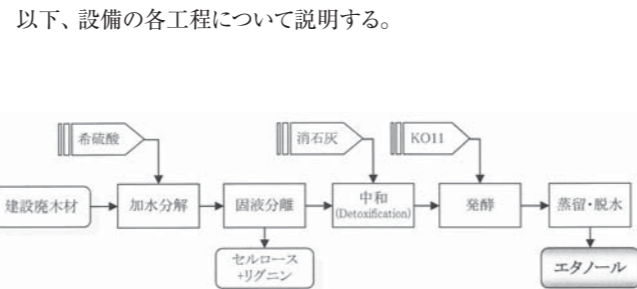 以下、設備の各工程について説明する。
希硫酸
消石灰
KO11
建設廃木材
加水分解
固液分離
中和
(Detoxification)
発酵
蒸留・脱水
セルロース
+リグニン
エタノール